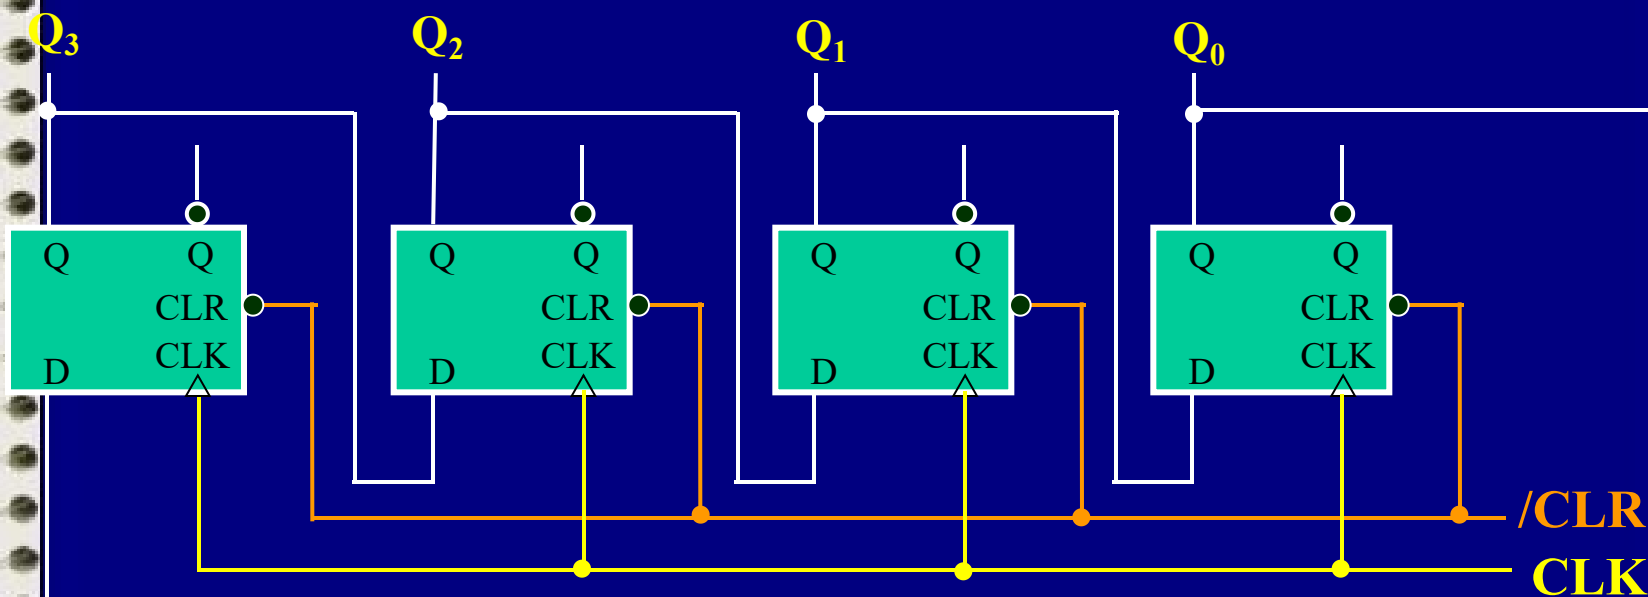 Q3 Q2 Q1 Q0
Q Q Q Q Q Q Q Q
CLR CLR CLR CLR
CLK CLK CLK CLK
D D D D
/CLR
CLK